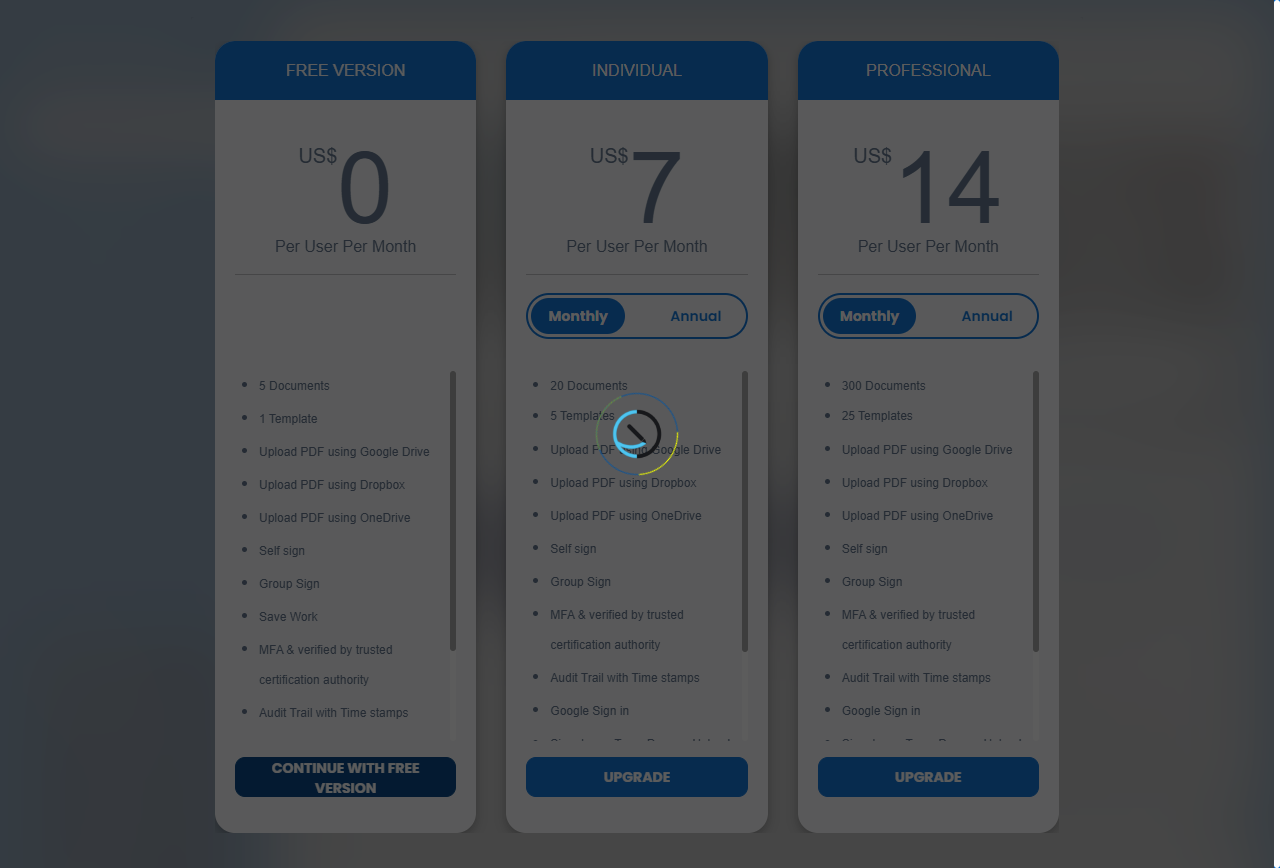 FREE VERSION
US$0
Per User Per Month
5 Documents
1 Template
Upload PDF using Google Drive
Upload PDF using Dropbox
Upload PDF using OneDrive
Self sign
Group Sign
Save Work
MFA & verified by trusted
certification authority
Audit Trail with Time stamps
CONTINUE WITH FREE
VERSION
INDIVIDUAL
US$7
Per User Per Month
Monthly Annual
20 Documents
5 Templates
Upload PDF using Google Drive
Upload PDF using Dropbox
Upload PDF using OneDrive
Self sign
Group Sign
MFA & verified by trusted
certification authority
Audit Trail with Time stamps
Google Sign in
UPGRADE
PROFESSIONAL
US$14
Per User Per Month
Monthly Annual
300 Documents
25 Templates
Upload PDF using Google Drive
Upload PDF using Dropbox
Upload PDF using OneDrive
Self sign
Group Sign
MFA & verified by trusted
certification authority
Audit Trail with Time stamps
Google Sign in
UPGRADE